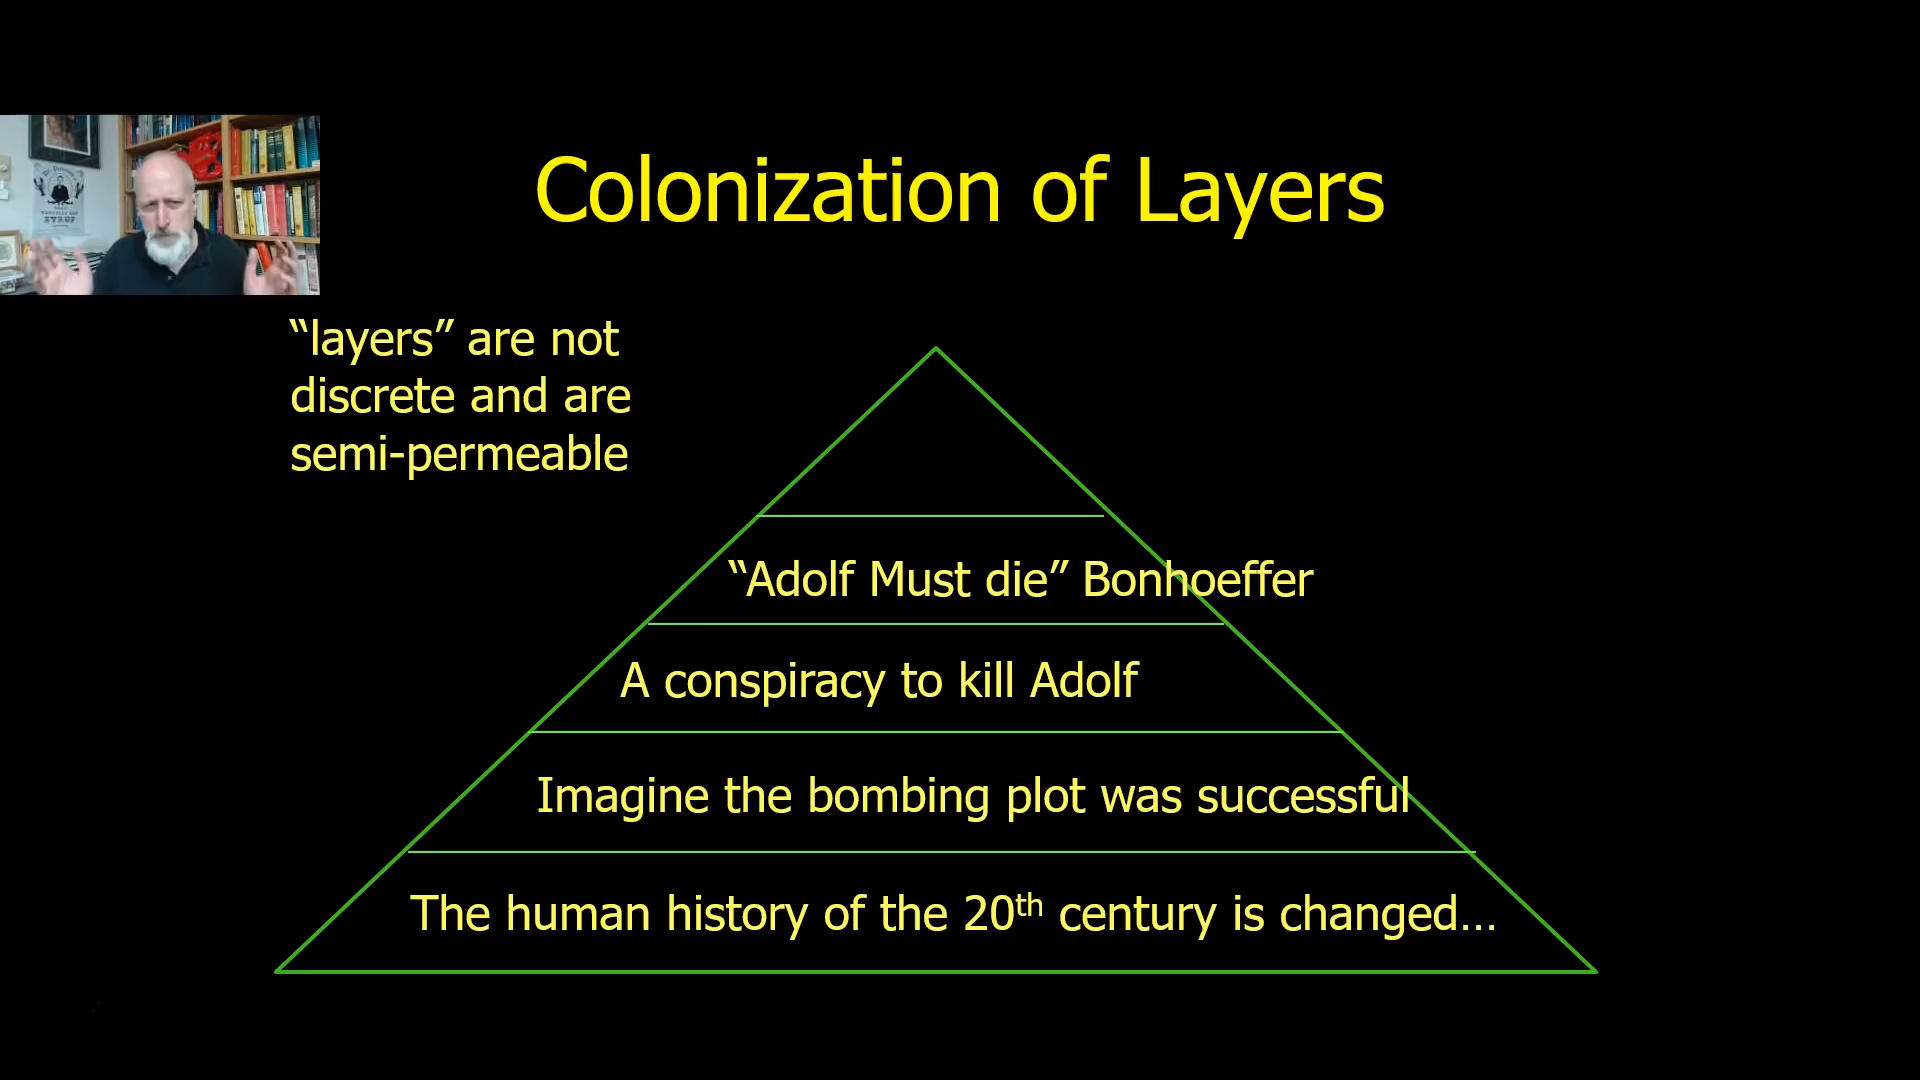 Colonization of Layers
“layers” are not
discrete and are
semi-permeable
“Adolf Must die” Bonhoeffer
A conspiracy to kill Adolf
Imagine the bombing plot was successful
The human history of the 20th century is changed…
SYRUP